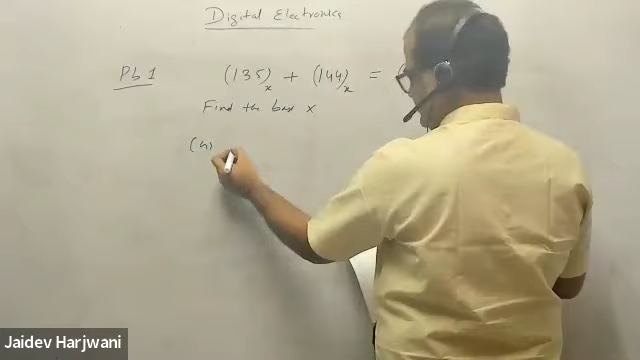 Digital Electronics
Pb 1 (135)x + (144)x =
Find the base x
(
Jaidev Harjwani